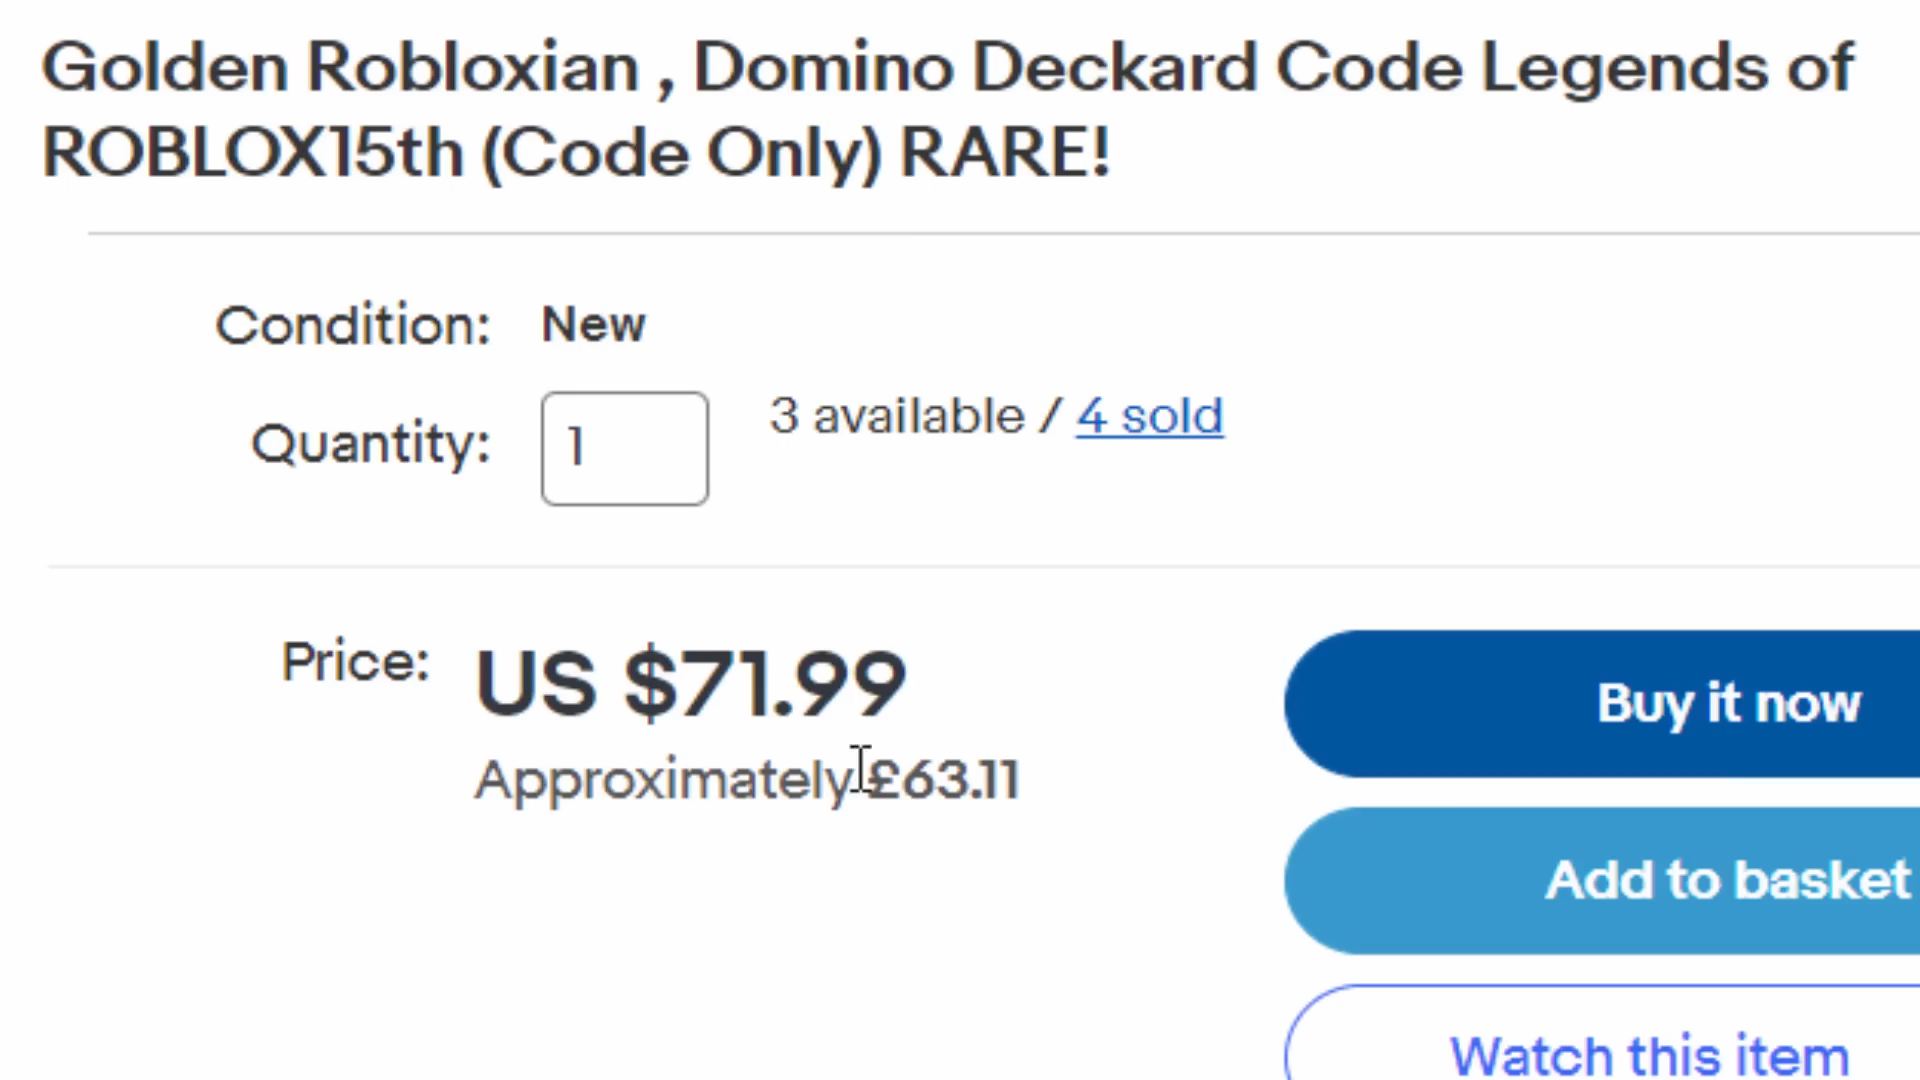 Golden Robloxian , Domino Deckard Code Legends of
ROBLOX15th (Code Only) RARE!
Condition: New
Quantity: 1 3 available / 4 sold
Price: US $71.99
Approximately £63.11
Buy it now
Add to basket
Watch this item